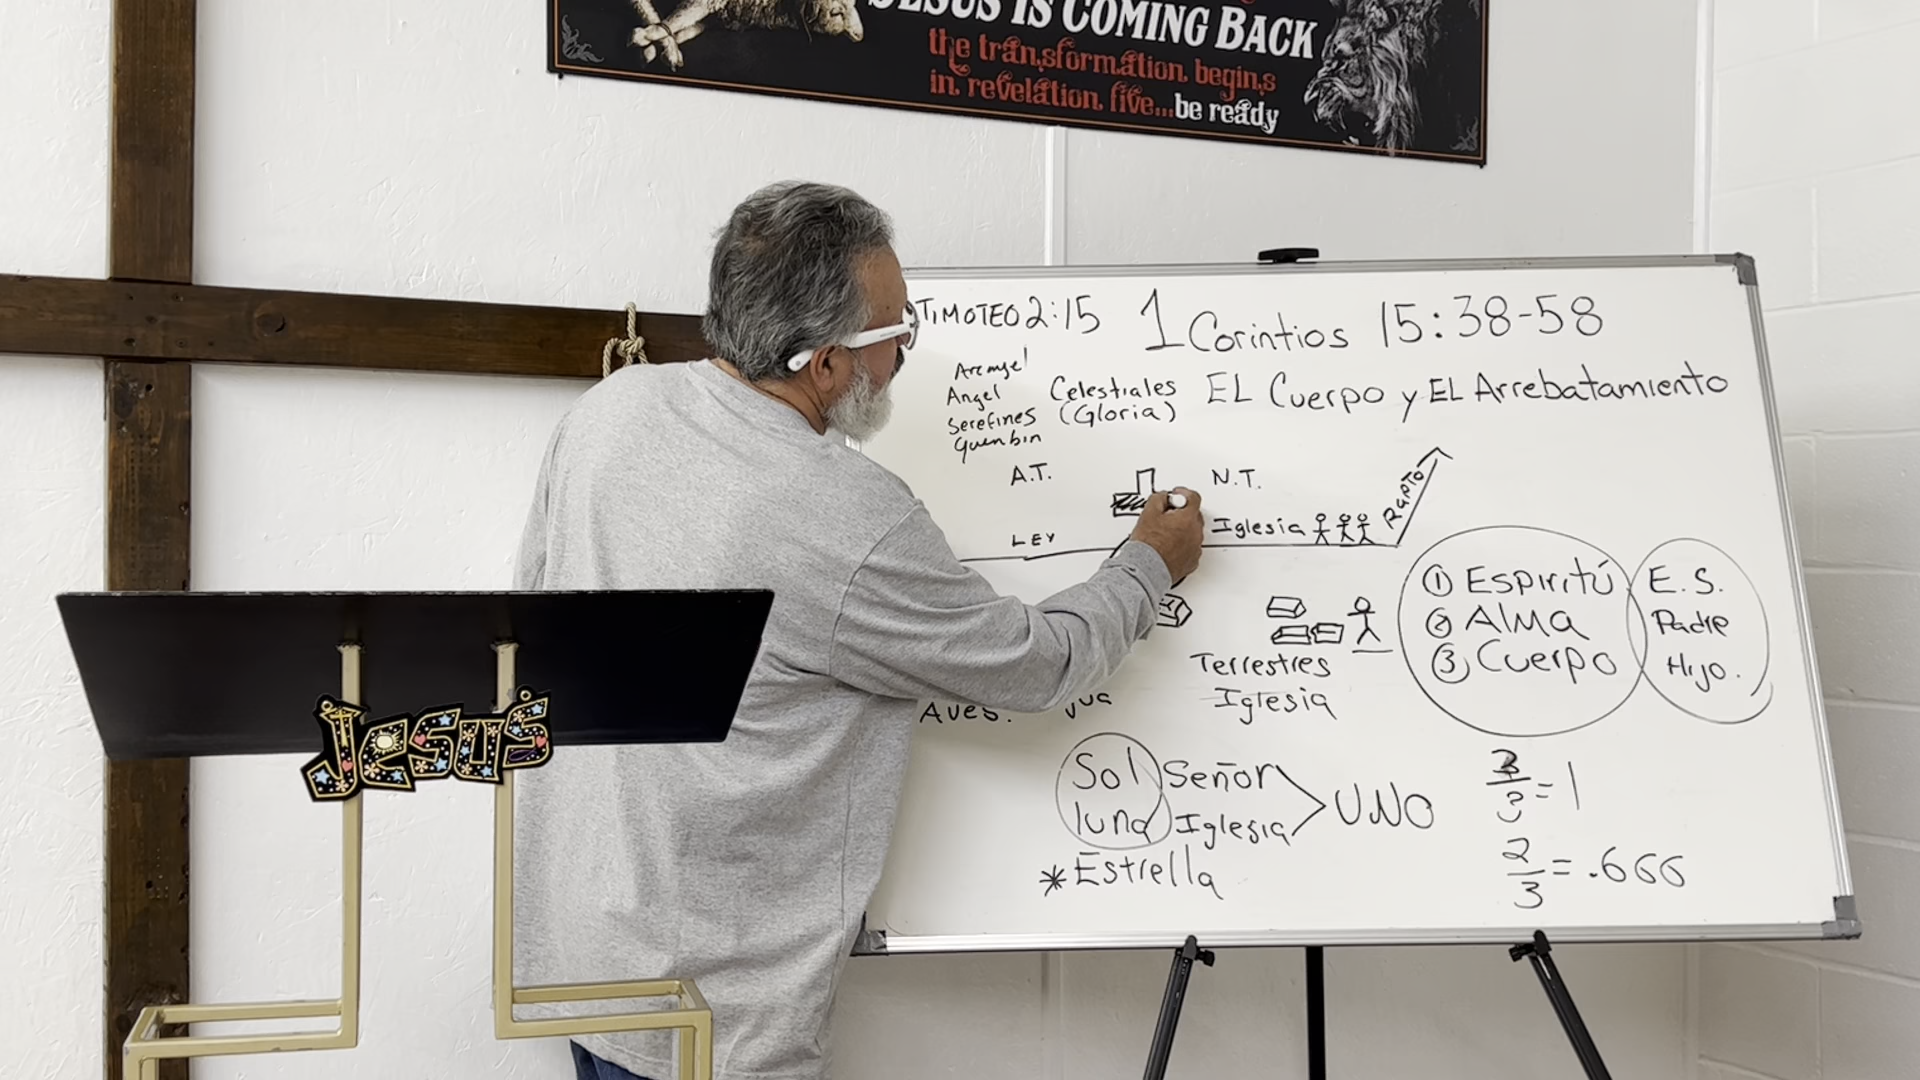 JESUS IS COMING BACK
the transformation begins
in revelation five...be ready
TIMOTEO 2:15
1 Corintios 15:38-58
Arcangel
Angel
Serefines
Querubin
Celestiales
(Gloria)
EL Cuerpo y EL Arrebatamiento
A.T.
N.T.
LEY
Iglesia
Rapto
① Espiritú
② Alma
③ Cuerpo
E.S.
Padre
Hijo.
Terrestres
Iglesia
Aves.
Sol Señor
luna Iglesia
UNO
* Estrella
3/3 = 1
2/3 = .666
JESUS